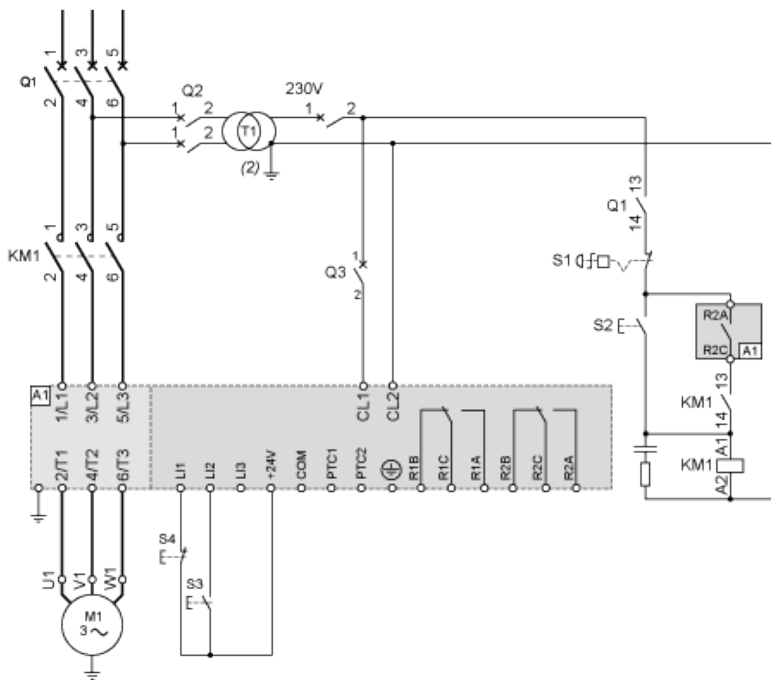 1 3 5
Q1
2 4 6
Q2
1 2
1 2
T1
(2)
230V
1 2
13
Q1
14
S1
1 3 5
KM1
2 4 6
1
Q3
2
S2
R2A
R2C
A1
13
KM1
14
A1
KM1
A2
A1
1/L1 3/L2 5/L3 CL1 CL2
2/T1 4/T2 6/T3 LI1 LI2 LI3 +24V COM PTC1 PTC2 R1B R1C R1A R2B R2C R2A
S4
S3
U1 V1 W1
M1
3